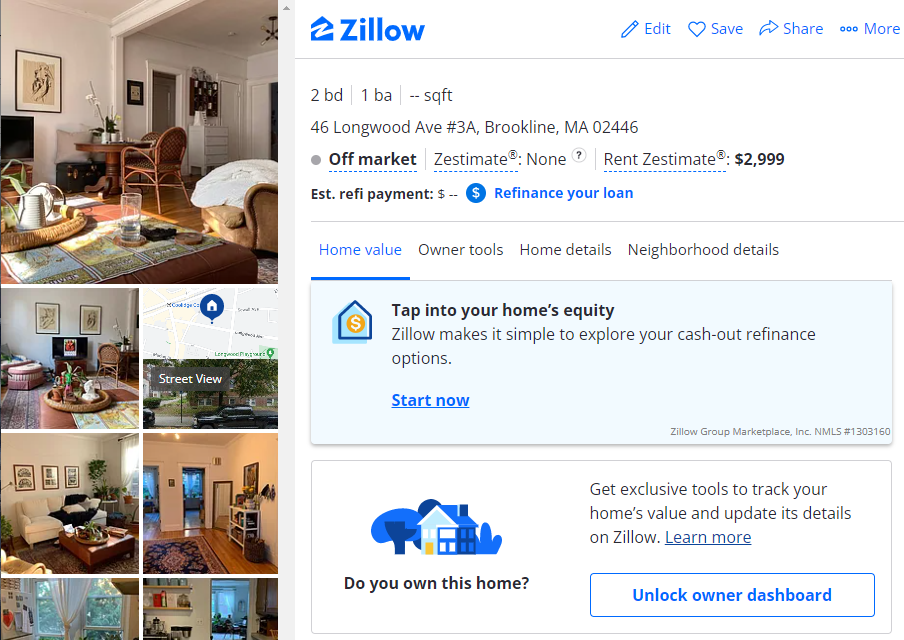 Zillow
Edit
Save
Share
More
2 bd 1 ba -- sqft
46 Longwood Ave #3A, Brookline, MA 02446
Off market Zestimate®: None ? Rent Zestimate®: $2,999
Est. refi payment: $ -- $ Refinance your loan
Home value Owner tools Home details Neighborhood details
Tap into your home’s equity
Zillow makes it simple to explore your cash-out refinance
options.
Start now
Zillow Group Marketplace, Inc. NMLS #1303160
Do you own this home?
Get exclusive tools to track your
home’s value and update its details
on Zillow. Learn more
Unlock owner dashboard
Longwood Playground
Street View